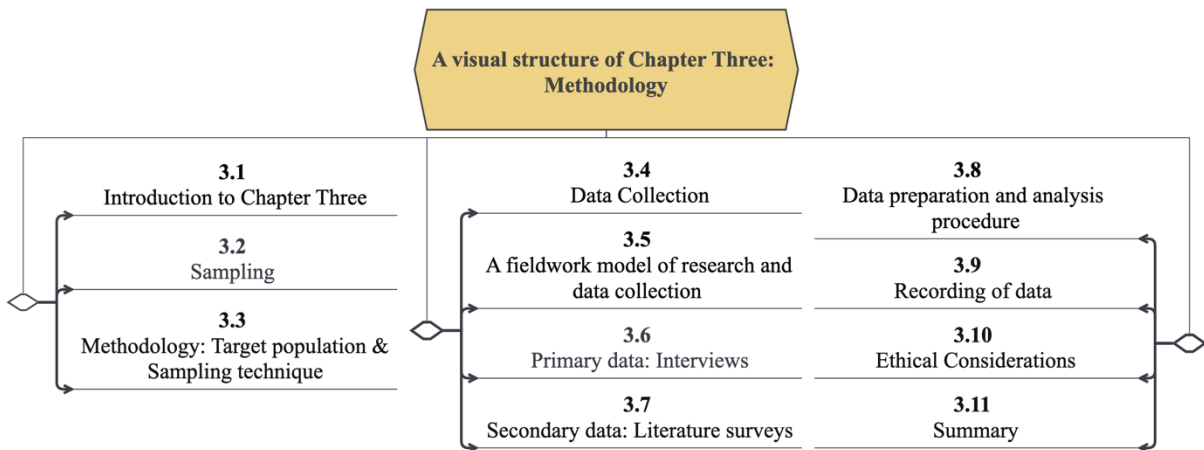 A visual structure of Chapter Three:
Methodology
3.1
Introduction to Chapter Three
3.2
Sampling
3.3
Methodology: Target population &
Sampling technique
3.4
Data Collection
3.5
A fieldwork model of research and
data collection
3.6
Primary data: Interviews
3.7
Secondary data: Literature surveys
3.8
Data preparation and analysis
procedure
3.9
Recording of data
3.10
Ethical Considerations
3.11
Summary